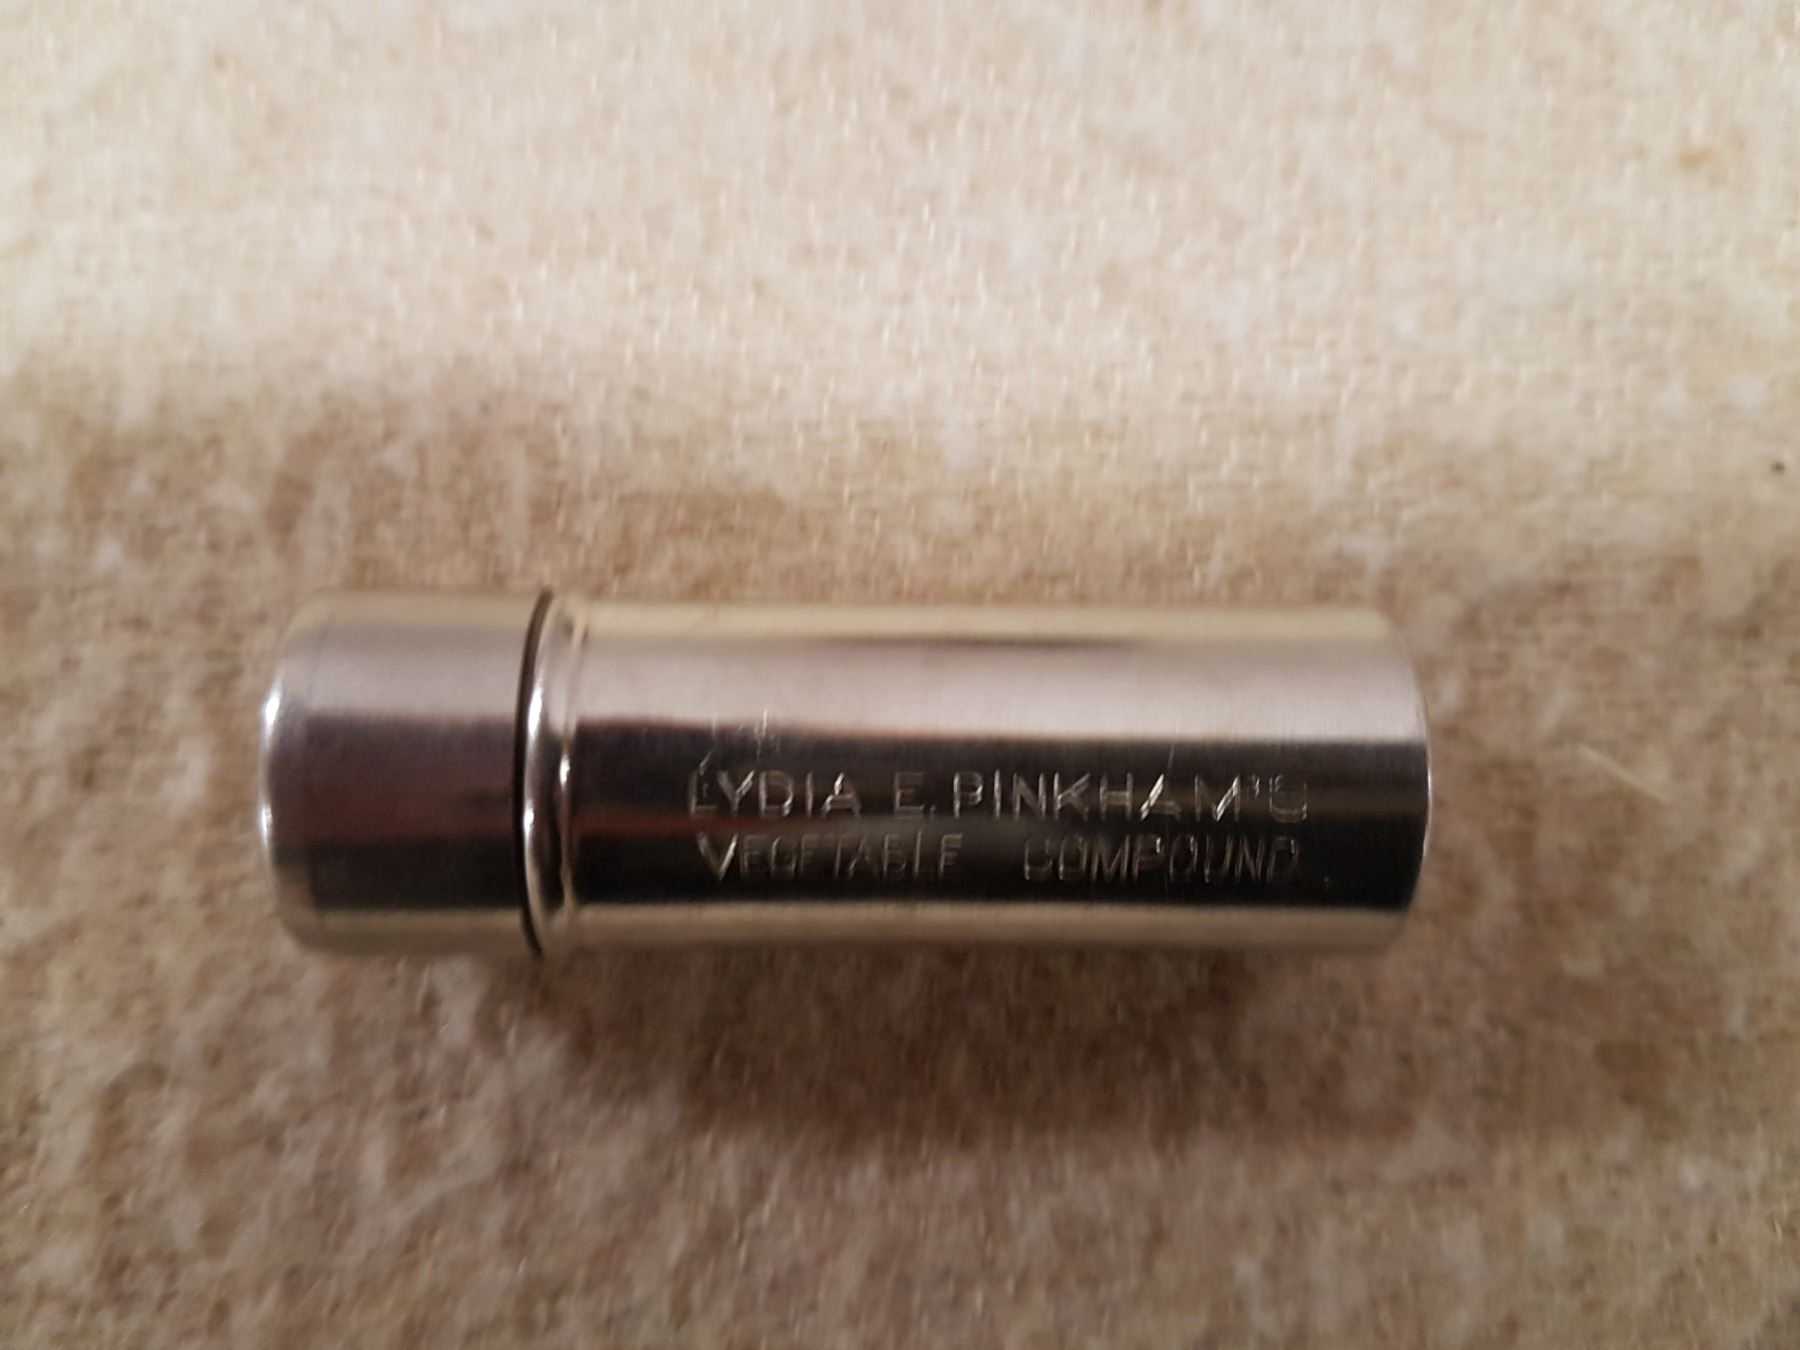 LYDIA E. PINKHAM'S
VEGETABLE COMPOUND